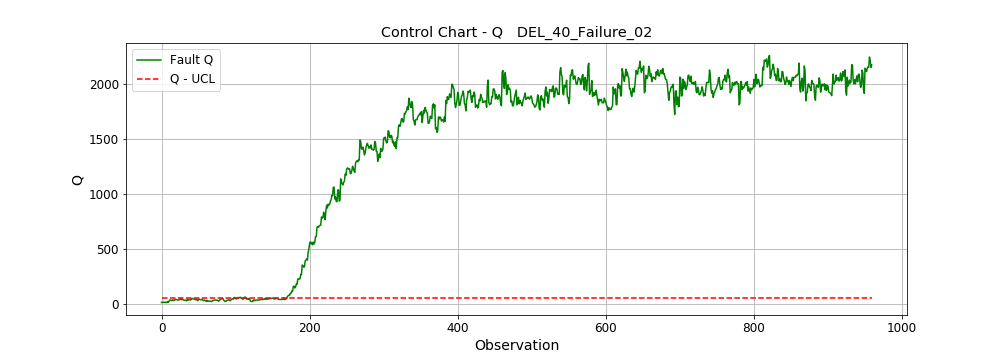 Control Chart - Q   DEL_40_Failure_02
Fault Q
Q - UCL
2000
1500
1000
500
0
Q
0 200 400 600 800 1000
Observation